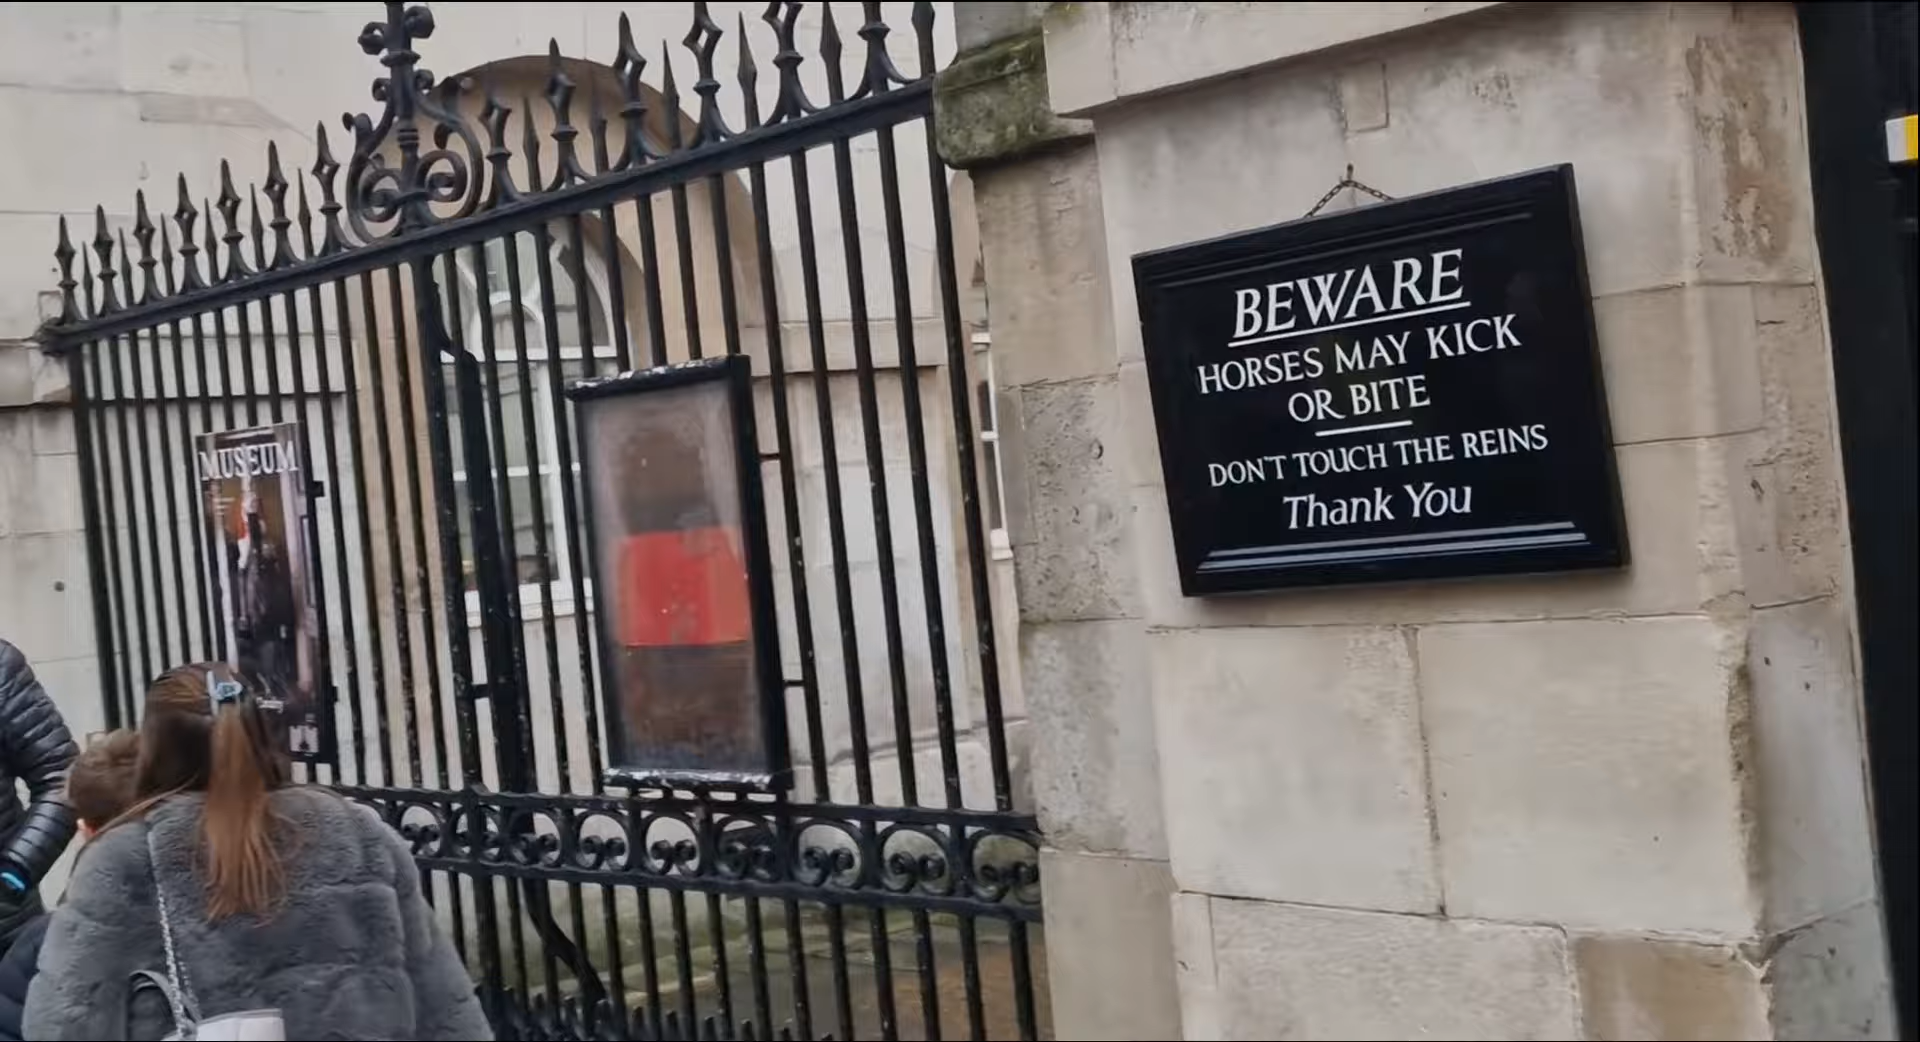 MUSEUM
BEWARE
HORSES MAY KICK
OR BITE
DON'T TOUCH THE REINS
Thank You